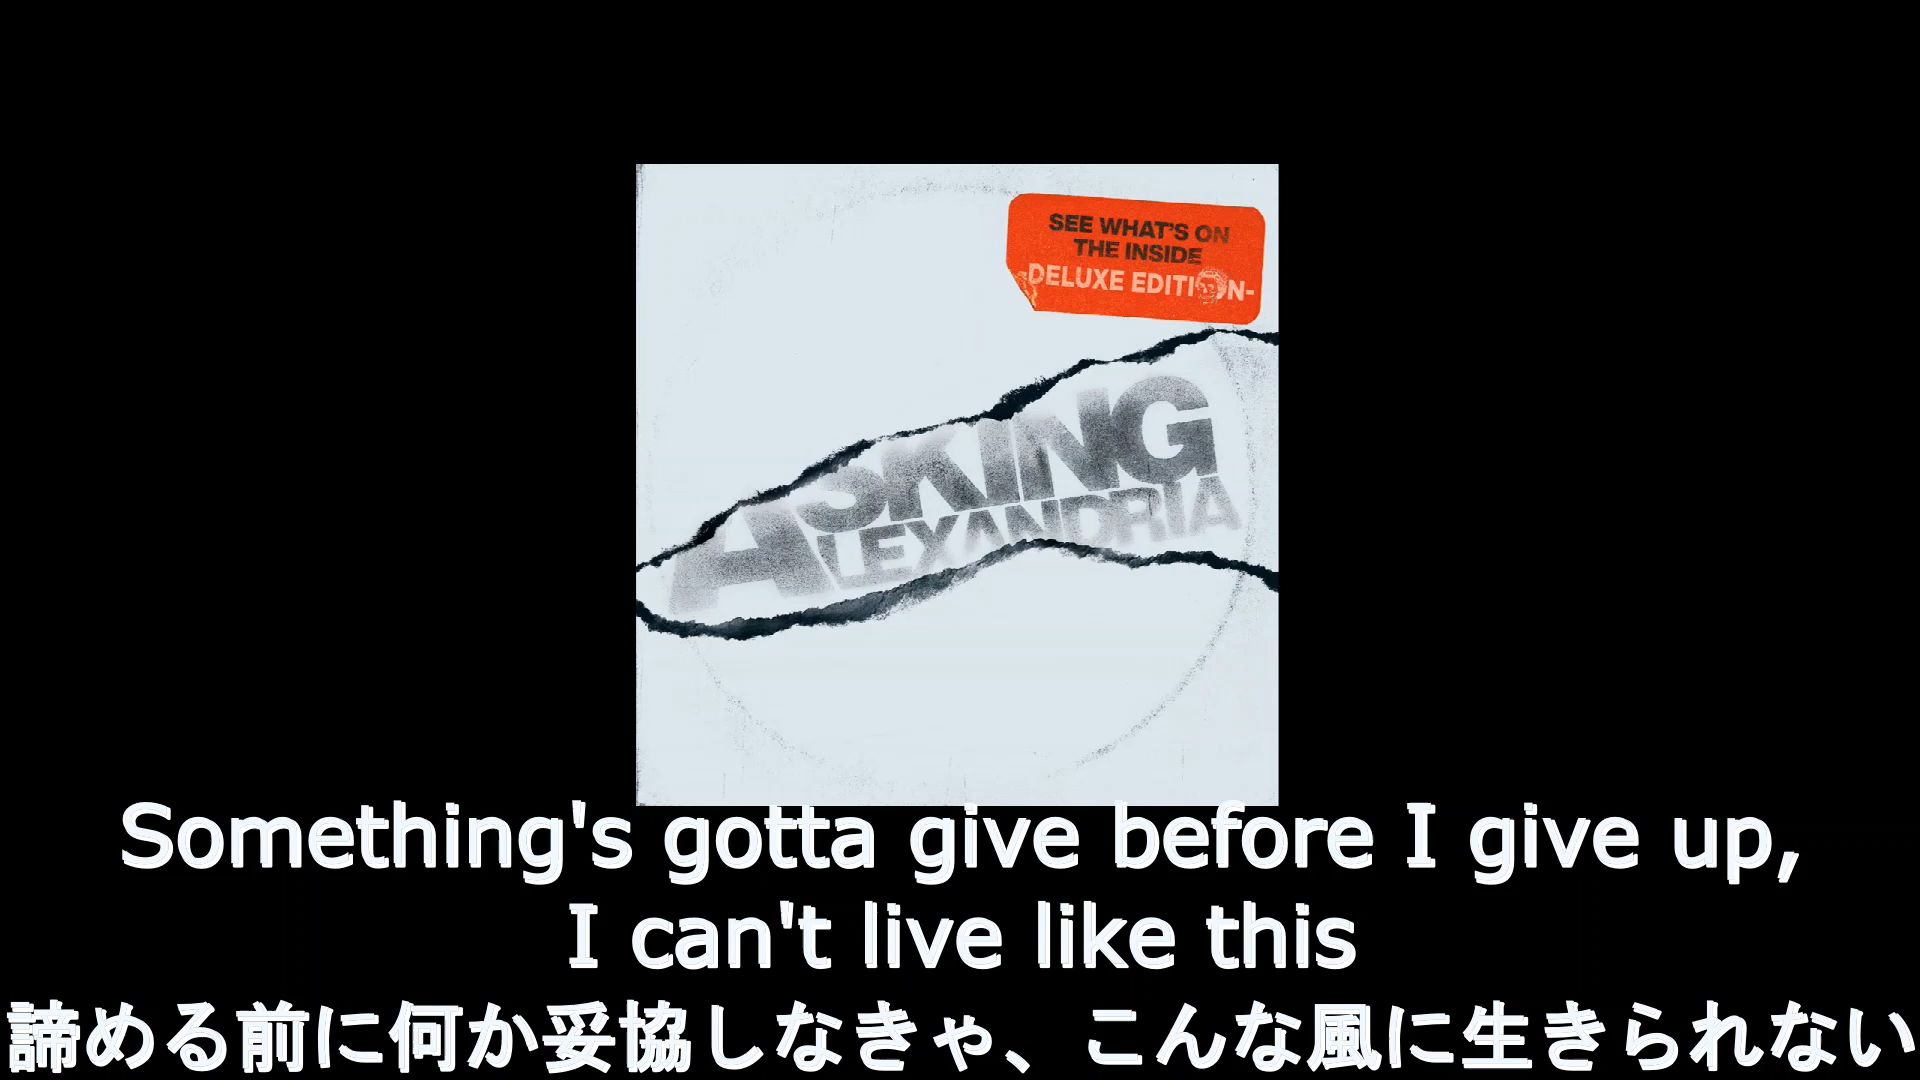 SEE WHAT'S ON
THE INSIDE
-DELUXE EDITION-
ASKING
ALEXANDRIA
Something's gotta give before I give up,
I can't live like this
諦める前に何か妥協しなきゃ、こんな風に生きられない